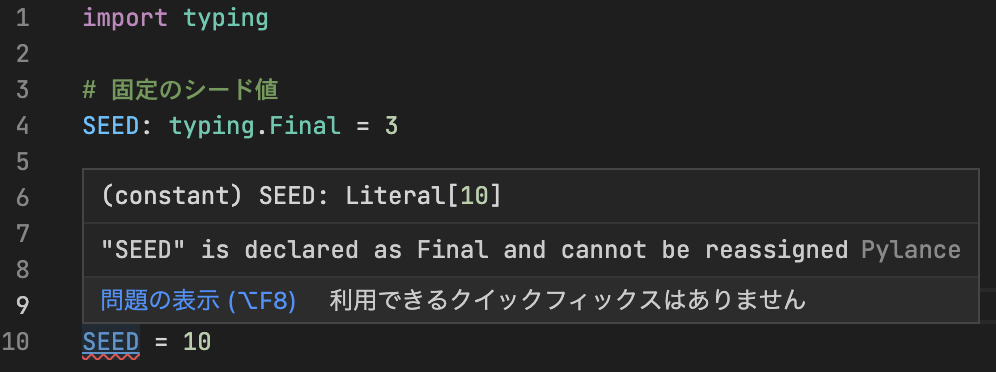 1 import typing
2
3 # 固定のシード値
4 SEED: typing.Final = 3
5
6 (constant) SEED: Literal[10]
7 "SEED" is declared as Final and cannot be reassigned Pylance
8
9 問題の表示 (⌥F8) 利用できるクイックフィックスはありません
10 SEED = 10